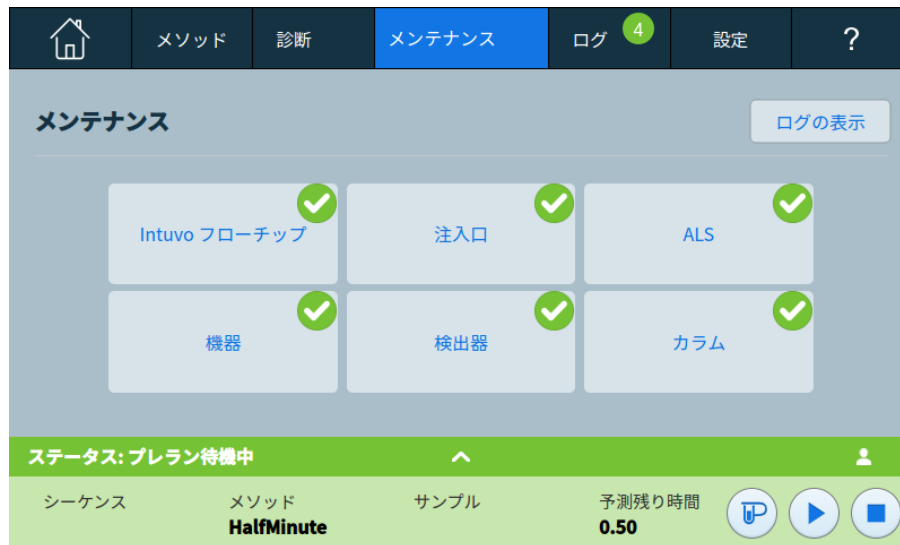 メソッド 診断 メンテナンス ログ 4 設定 ?
メンテナンス
ログの表示
Intuvo フローチップ 注入口 ALS
機器 検出器 カラム
ステータス: プレラン待機中
シーケンス メソッド サンプル 予測残り時間
HalfMinute 0.50